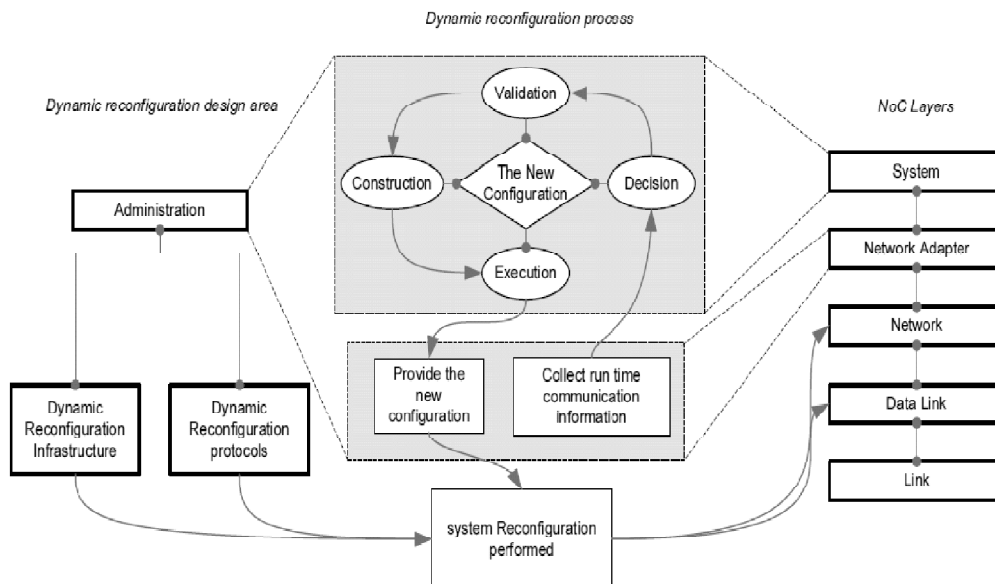 Dynamic reconfiguration process
Dynamic reconfiguration design area
NoC Layers
Validation
Construction
The New
Configuration
Decision
Execution
Administration
System
Network Adapter
Network
Data Link
Link
Provide the
new
configuration
Collect run time
communication
information
Dynamic
Reconfiguration
Infrastructure
Dynamic
Reconfiguration
protocols
system Reconfiguration
performed